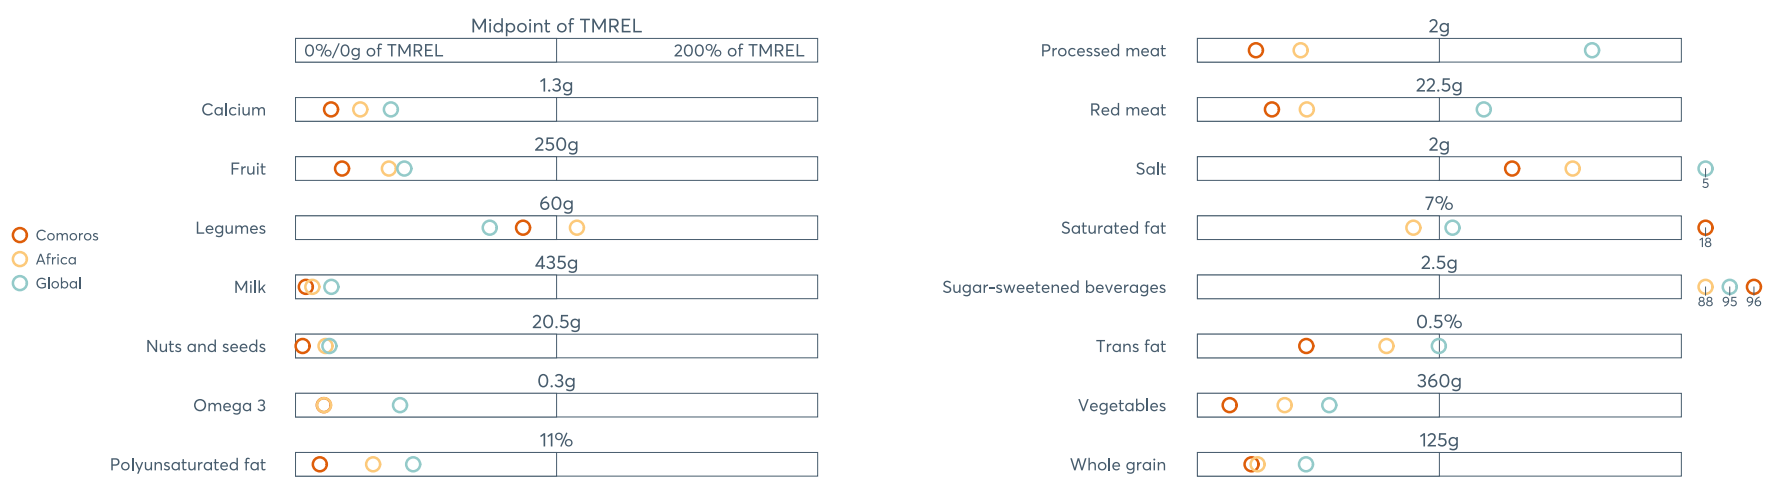 Midpoint of TMREL
0%/0g of TMREL
200% of TMREL
1.3g
Calcium
250g
Fruit
60g
Legumes
435g
Milk
20.5g
Nuts and seeds
0.3g
Omega 3
11%
Polyunsaturated fat
Comoros
Africa
Global
2g
Processed meat
22.5g
Red meat
2g
Salt
5
7%
Saturated fat
18
2.5g
Sugar-sweetened beverages
88 95 96
0.5%
Trans fat
360g
Vegetables
125g
Whole grain